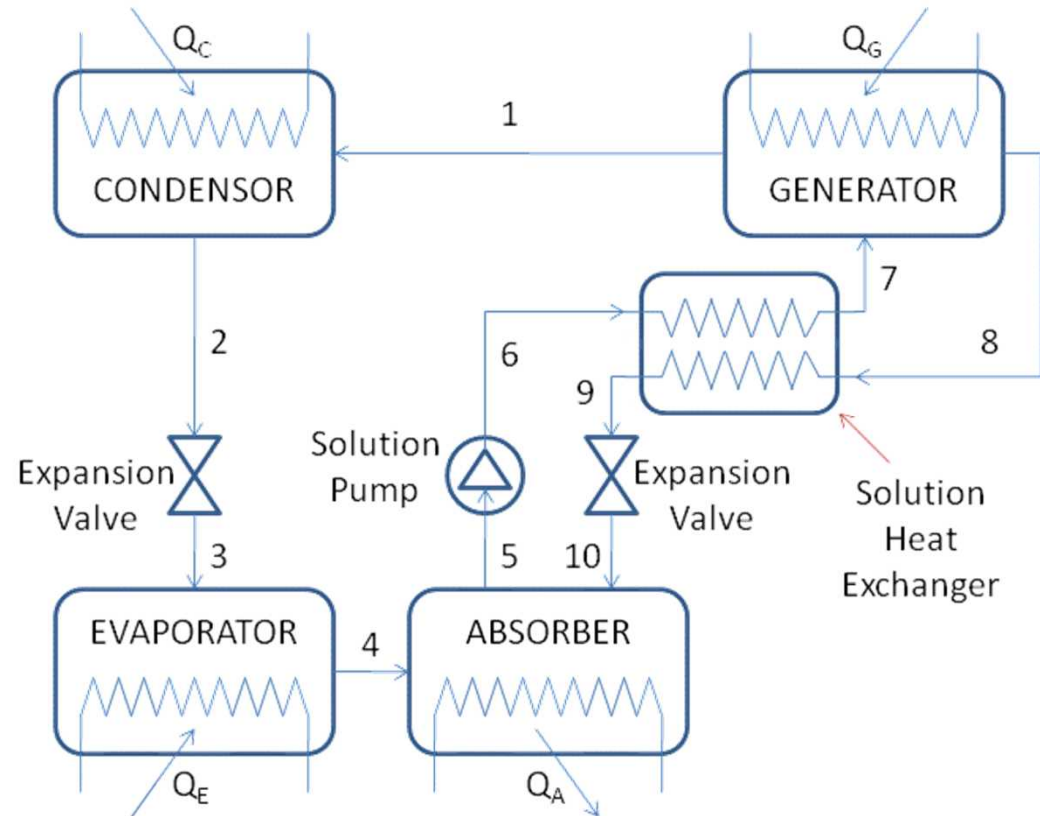 Q_C
Q_G
1
CONDENSOR
GENERATOR
7
2
6
8
9
Solution
Pump
Expansion
Valve
Expansion
Valve
Solution
Heat
Exchanger
3
5
10
EVAPORATOR
4
ABSORBER
Q_E
Q_A